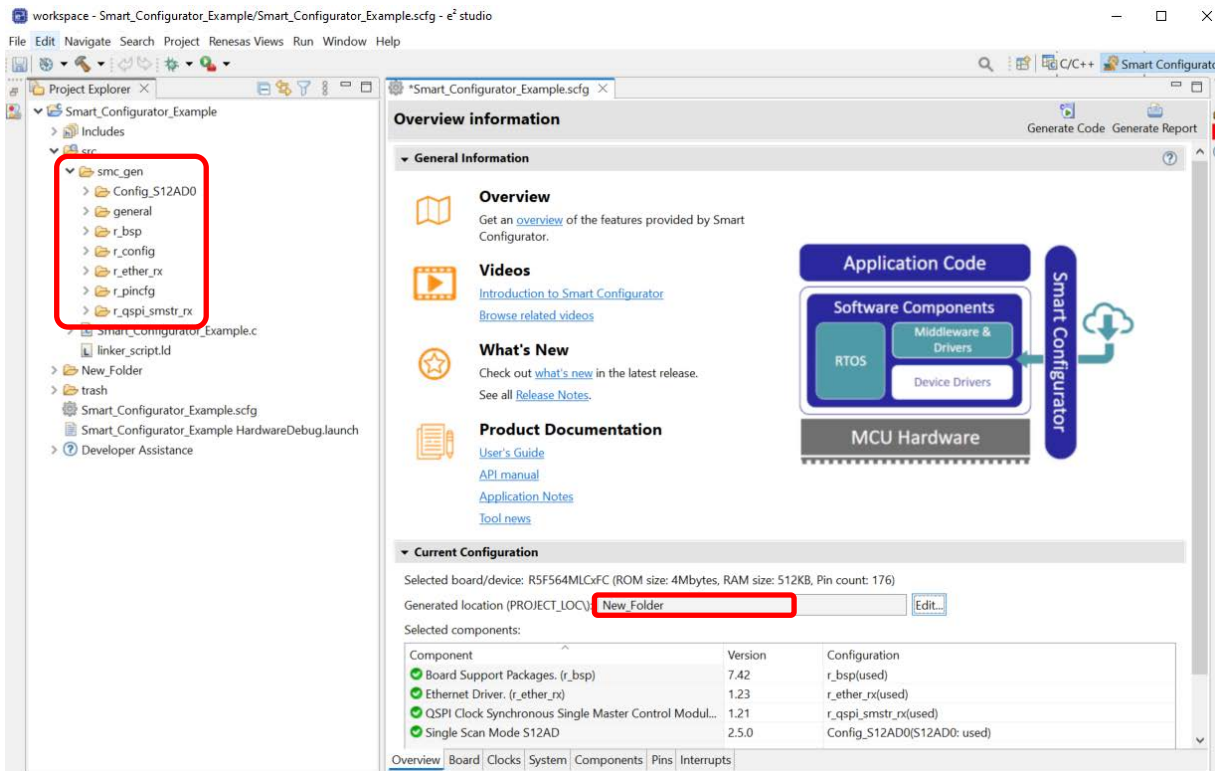 workspace - Smart_Configurator_Example/Smart_Configurator_Example.scfg - e² studio
File Edit Navigate Search Project Renesas Views Run Window Help
C/C++ Smart Configurato
Project Explorer
*Smart_Configurator_Example.scfg
Smart_Configurator_Example
Includes
src
smc_gen
Config_S12AD0
general
r_bsp
r_config
r_ether_rx
r_pincfg
r_qspi_smstr_rx
Smart_Configurator_Example.c
linker_script.ld
New_Folder
trash
Smart_Configurator_Example.scfg
Smart_Configurator_Example HardwareDebug.launch
Developer Assistance
Overview information
Generate Code Generate Report
General Information
Overview
Get an overview of the features provided by Smart
Configurator.
Videos
Introduction to Smart Configurator
Browse related videos
What's New
Check out what's new in the latest release.
See all Release Notes.
Product Documentation
User's Guide
API manual
Application Notes
Tool news
Application Code
Software Components
RTOS
Middleware &
Drivers
Device Drivers
MCU Hardware
Smart Configurator
Current Configuration
Selected board/device: R5F564MLCxFC (ROM size: 4Mbytes, RAM size: 512KB, Pin count: 176)
Generated location (PROJECT_LOC\): New_Folder Edit...
Selected components:
Component Version Configuration
Board Support Packages. (r_bsp) 7.42 r_bsp(used)
Ethernet Driver. (r_ether_rx) 1.23 r_ether_rx(used)
QSPI Clock Synchronous Single Master Control Modul... 1.21 r_qspi_smstr_rx(used)
Single Scan Mode S12AD 2.5.0 Config_S12AD0(S12AD0: used)
Overview Board Clocks System Components Pins Interrupts